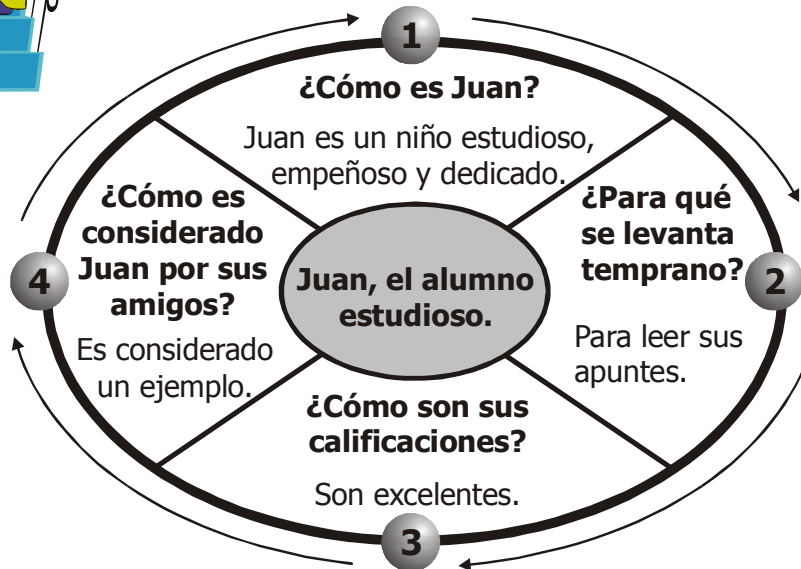 1
¿Cómo es Juan?
Juan es un niño estudioso,
empeñoso y dedicado.
¿Para qué
se levanta
temprano?
2
Para leer sus
apuntes.
¿Cómo son sus
calificaciones?
Son excelentes.
3
¿Cómo es
considerado
Juan por sus
amigos?
4
Es considerado
un ejemplo.
Juan, el alumno
estudioso.